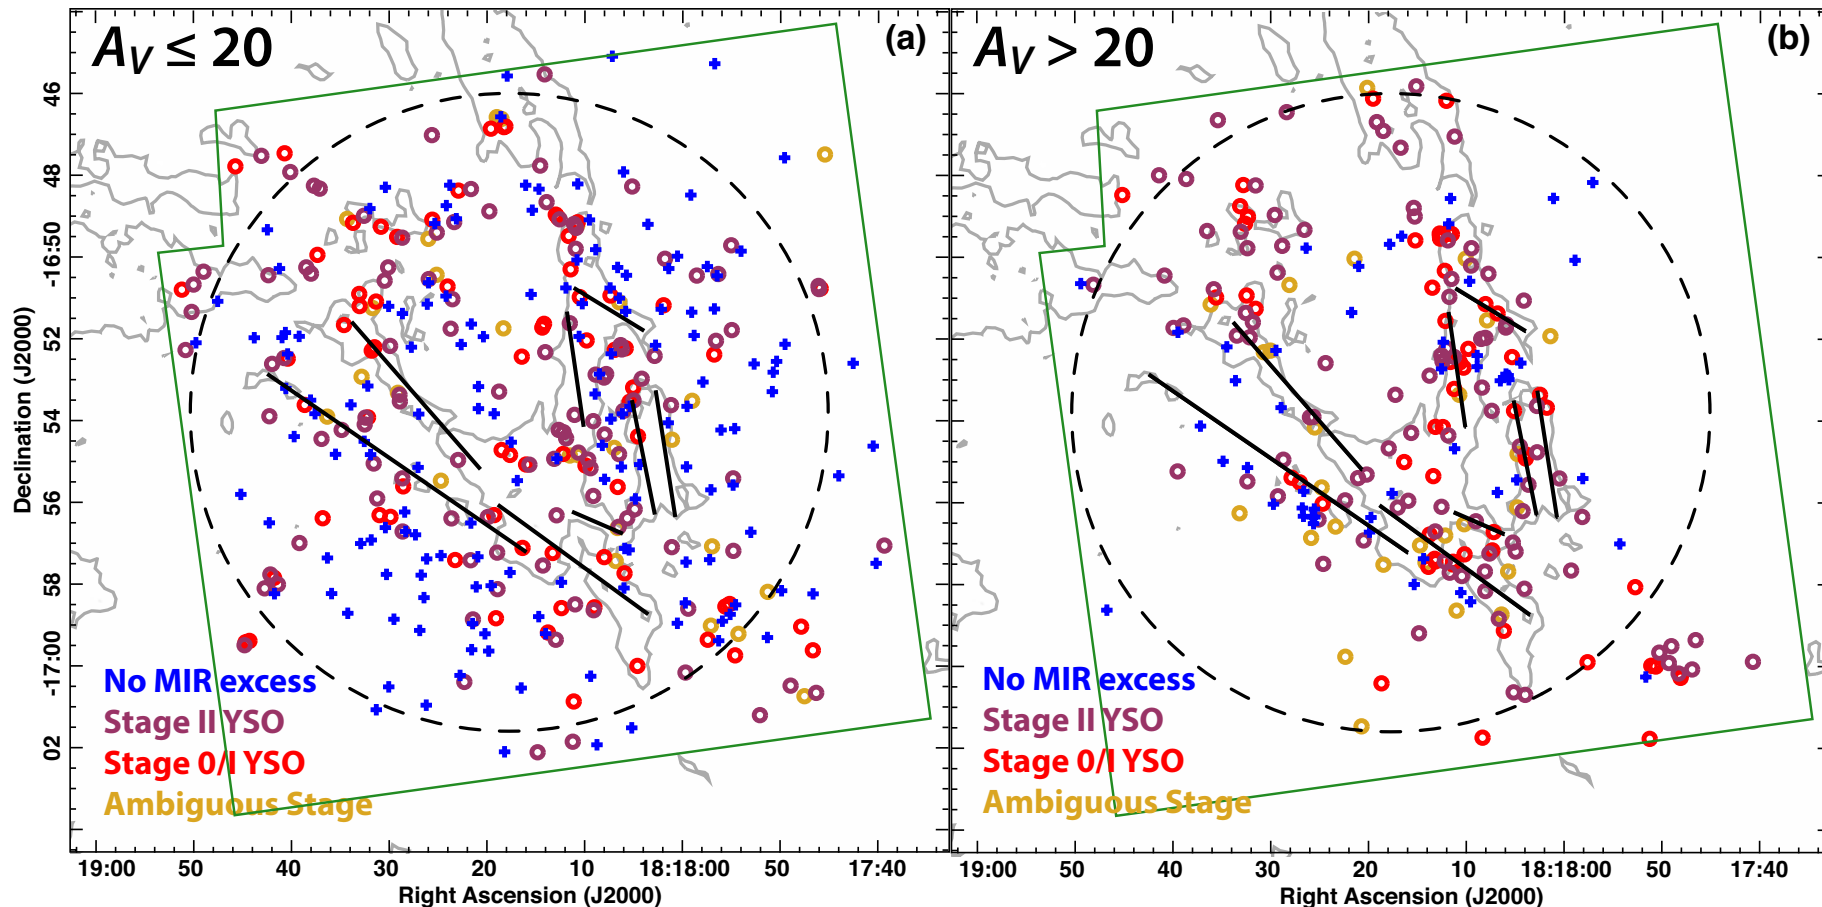 A_V ≤ 20
(a)
46
48
-16:50
52
54
56
58
-17:00
02
Declination (J2000)
No MIR excess
Stage II YSO
Stage 0/I YSO
Ambiguous Stage
19:00 50 40 30 20 10 18:18:00 50 17:40
Right Ascension (J2000)
A_V > 20
(b)
No MIR excess
Stage II YSO
Stage 0/I YSO
Ambiguous Stage
19:00 50 40 30 20 10 18:18:00 50 17:40
Right Ascension (J2000)